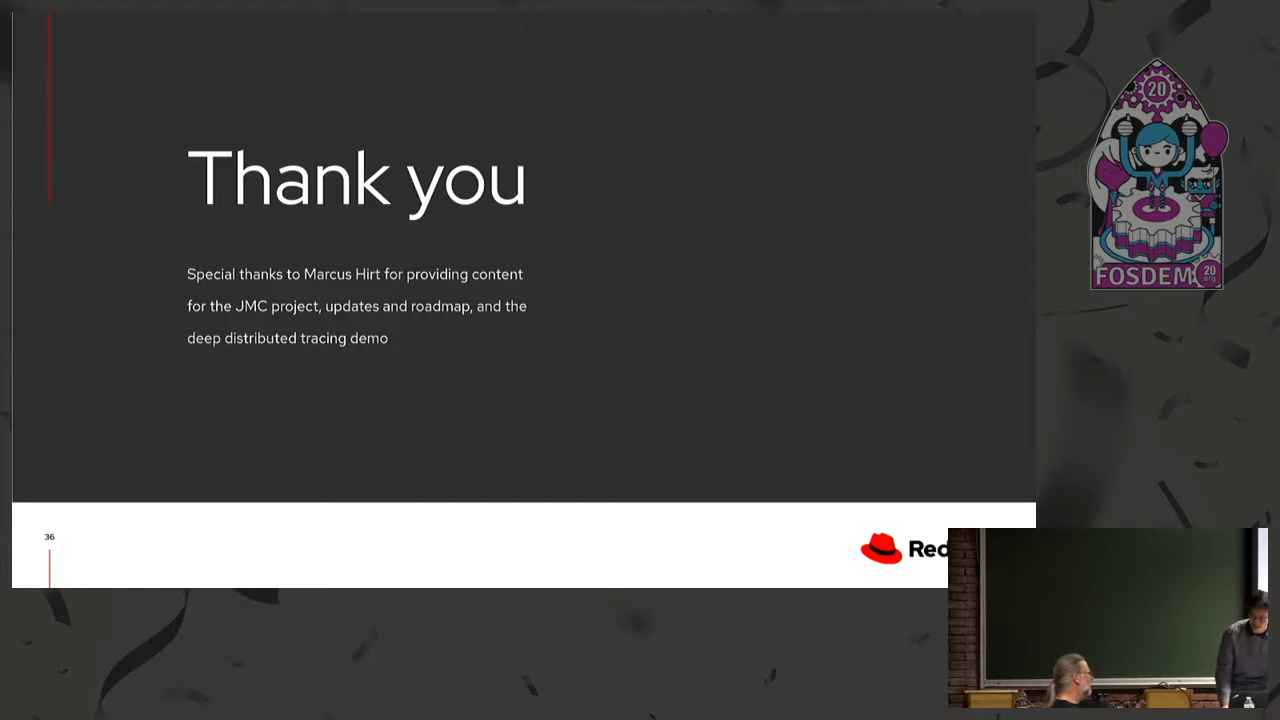 Thank you
Special thanks to Marcus Hirt for providing content
for the JMC project, updates and roadmap, and the
deep distributed tracing demo
36
Red
20
FOSDEM
20
org